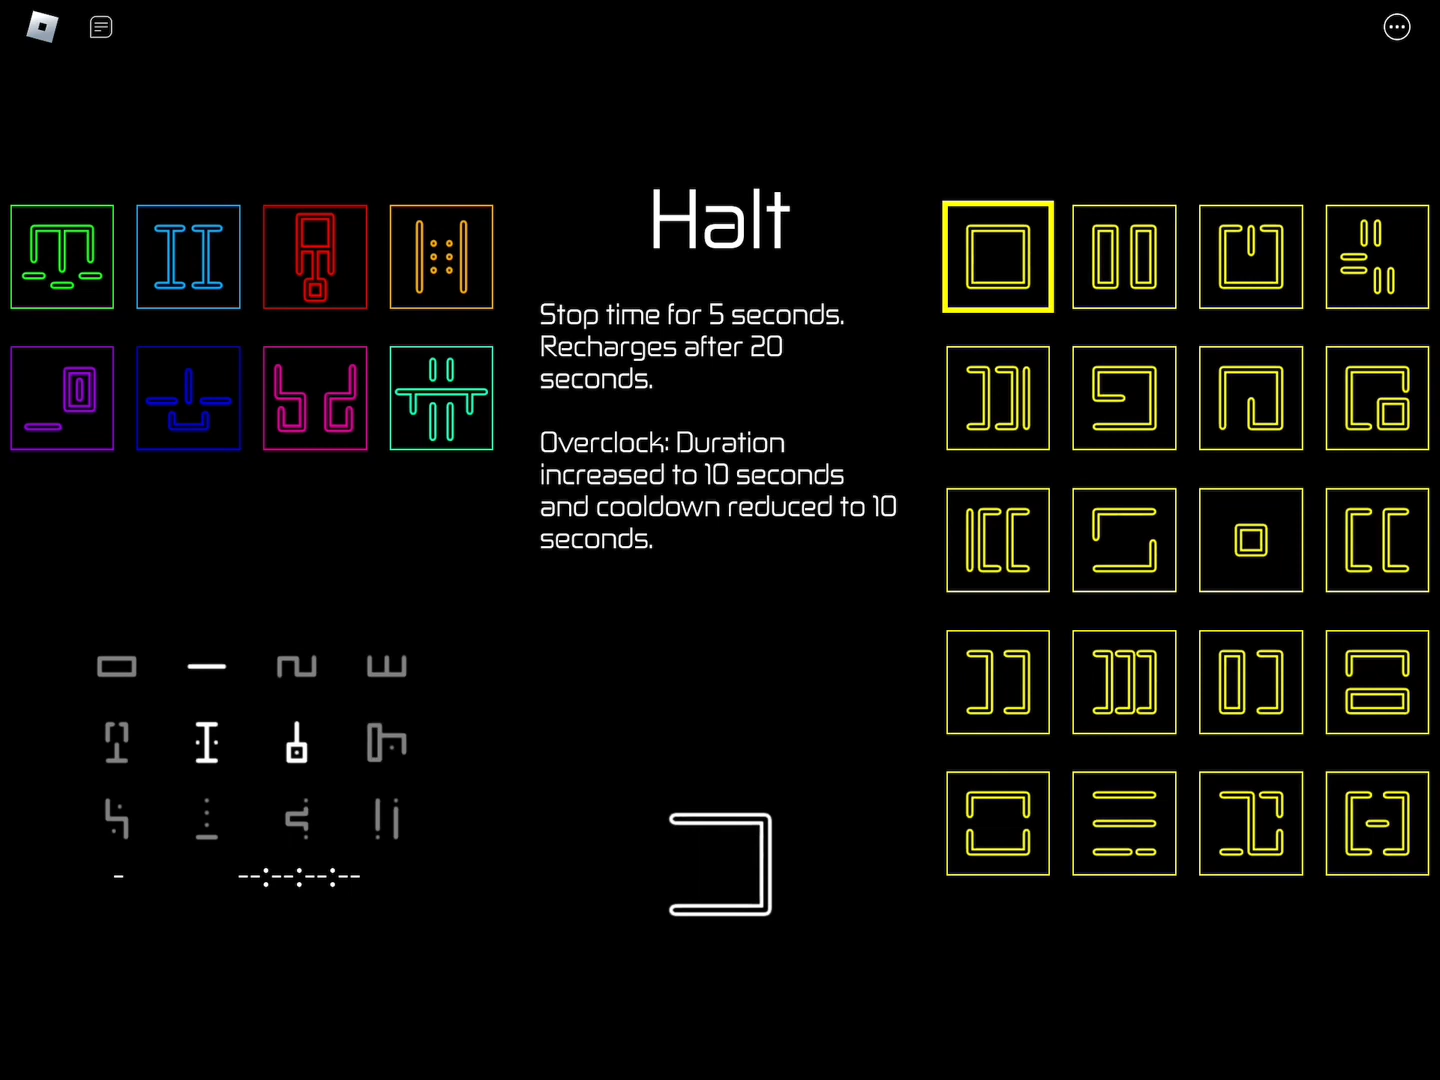 Halt
Stop time for 5 seconds.
Recharges after 20
seconds.
Overclock: Duration
increased to 10 seconds
and cooldown reduced to 10
seconds.
- --:--:--:--